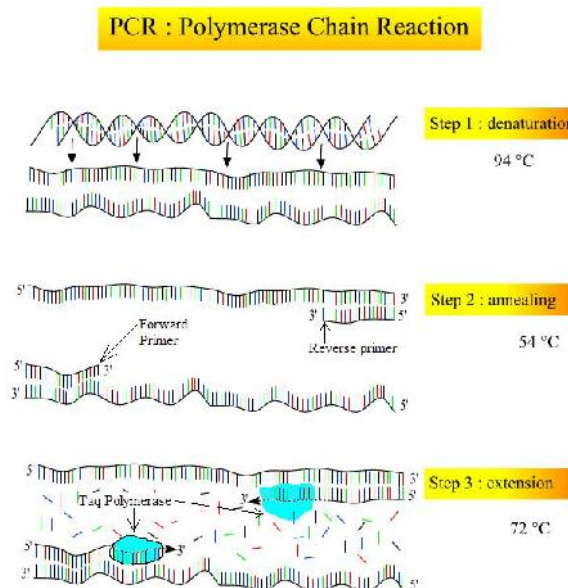 PCR : Polymerase Chain Reaction
Step 1 : denaturation
94 °C
5'
3'
Step 2 : annealing
3'
5'
Forward
Primer
Reverse primer
54 °C
5'
3'
3'
5'
5'
3'
Step 3 : extension
Taq Polymerase
3'
5'
72 °C
5'
3'
3'
5'